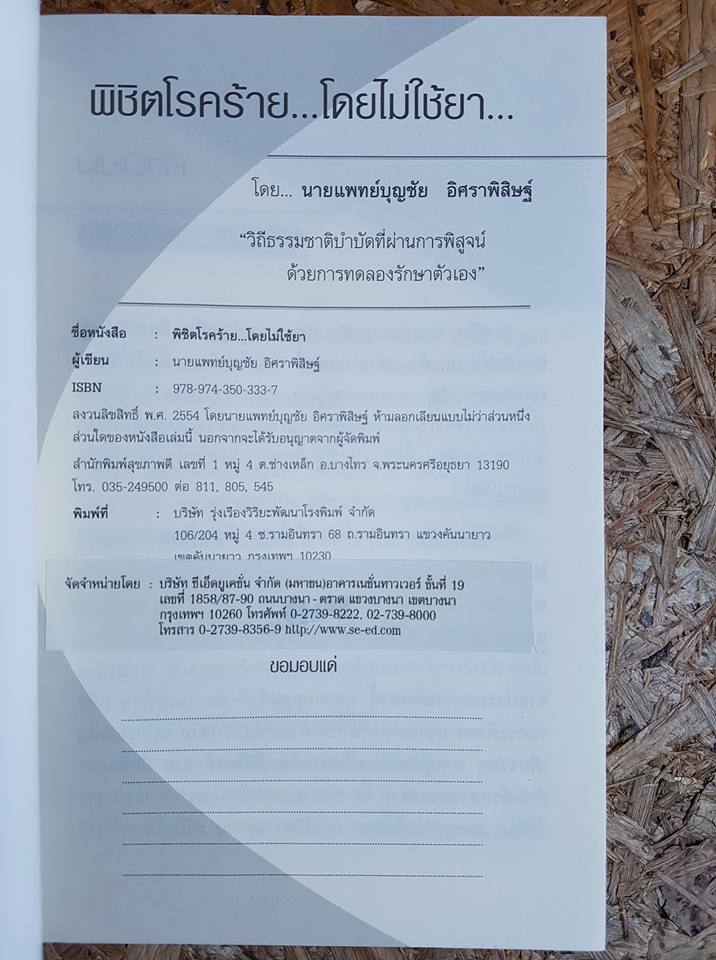 พิชิตโรคร้าย...โดยไม่ใช้ยา...
โดย... นายแพทย์บุญชัย อิศราพิสิษฐ์
“วิถีธรรมชาติบำบัดที่ผ่านการพิสูจน์
ด้วยการทดลองรักษาตัวเอง”
ชื่อหนังสือ : พิชิตโรคร้าย...โดยไม่ใช้ยา
ผู้เขียน : นายแพทย์บุญชัย อิศราพิสิษฐ์
ISBN : 978-974-350-333-7
สงวนลิขสิทธิ์ พ.ศ. 2554 โดยนายแพทย์บุญชัย อิศราพิสิษฐ์ ห้ามลอกเลียนแบบไม่ว่าส่วนหนึ่ง
ส่วนใดของหนังสือเล่มนี้ นอกจากจะได้รับอนุญาตจากผู้จัดพิมพ์
สำนักพิมพ์สุขภาพดี เลขที่ 1 หมู่ 4 ต.ช่างเหล็ก อ.บางไทร จ.พระนครศรีอยุธยา 13190
โทร. 035-249500 ต่อ 811, 805, 545
พิมพ์ที่ : บริษัท รุ่งเรืองวิริยะพัฒนาโรงพิมพ์ จำกัด
106/204 หมู่ 4 ซ.รามอินทรา 68 ถ.รามอินทรา แขวงคันนายาว
เขตคันนายาว กรุงเทพฯ 10230
จัดจำหน่ายโดย : บริษัท ซีเอ็ดยูเคชั่น จำกัด (มหาชน)อาคารเนชั่นทาวเวอร์ ชั้นที่ 19
เลขที่ 1858/87-90 ถนนบางนา - ตราด แขวงบางนา เขตบางนา
กรุงเทพฯ 10260 โทรศัพท์ 0-2739-8222, 02-739-8000
โทรสาร 0-2739-8356-9 http://www.se-ed.com
ขอมอบแด่